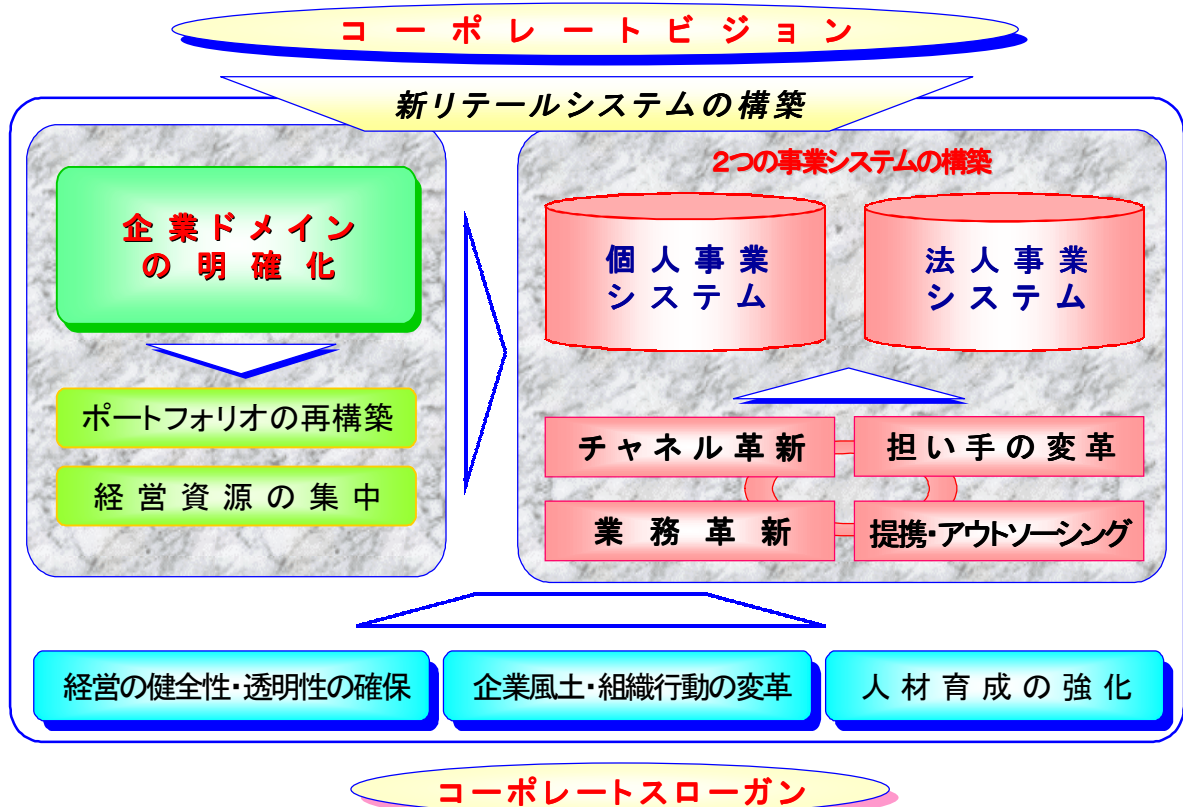 コーポレートビジョン
新リテールシステムの構築
企業ドメイン
の明確化
ポートフォリオの再構築
経営資源の集中
2つの事業システムの構築
個人事業
システム
法人事業
システム
チャネル革新
担い手の変革
業務革新
提携・アウトソーシング
経営の健全性・透明性の確保
企業風土・組織行動の変革
人材育成の強化
コーポレートスローガン